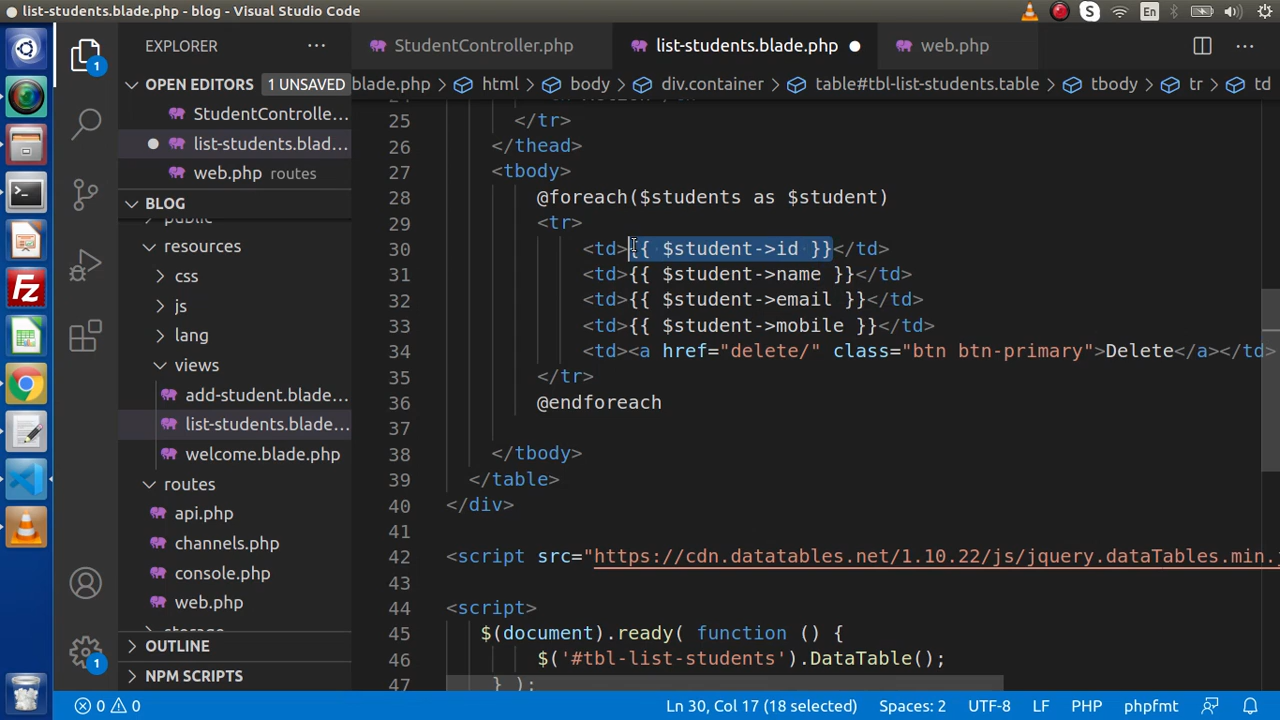 list-students.blade.php - blog - Visual Studio Code
S
En
EXPLORER
StudentController.php
list-students.blade.php
web.php
1
OPEN EDITORS
1 UNSAVED
blade.php
html
body
div.container
table#tbl-list-students.table
tbody
tr
td
StudentControlle...
list-students.blad...
web.php routes
BLOG
resources
css
js
lang
views
add-student.blade...
list-students.blade...
welcome.blade.php
routes
api.php
channels.php
console.php
web.php
OUTLINE
NPM SCRIPTS
1
25 </tr>
26 </thead>
27 <tbody>
28 @foreach($students as $student)
29 <tr>
30 <td>{{ $student->id }}</td>
31 <td>{{ $student->name }}</td>
32 <td>{{ $student->email }}</td>
33 <td>{{ $student->mobile }}</td>
34 <td><a href="delete/" class="btn btn-primary">Delete</a></td>
35 </tr>
36 @endforeach
37
38 </tbody>
39 </table>
40 </div>
41
42 <script src="https://cdn.datatables.net/1.10.22/js/jquery.dataTables.min.
43
44 <script>
45 $(document).ready( function () {
46 $('#tbl-list-students').DataTable();
47 } );
0 0
Ln 30, Col 17 (18 selected)
Spaces: 2
UTF-8
LF
PHP
phpfmt